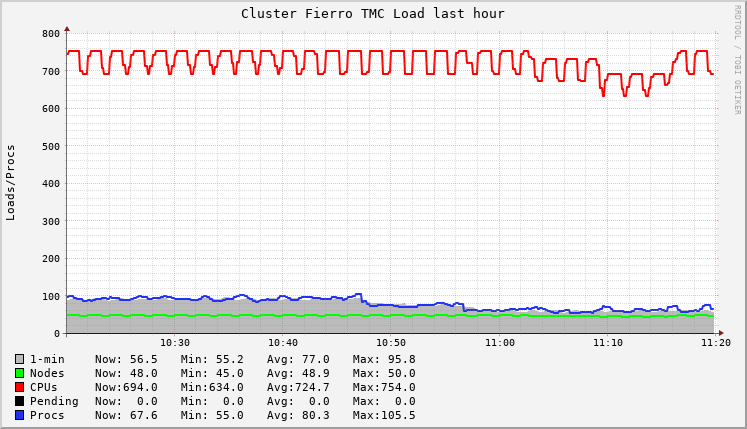 Cluster Fierro TMC Load last hour
RRDTOOL / TOBI OETIKER
Loads/Procs
800
700
600
500
400
300
200
100
0
10:30 10:40 10:50 11:00 11:10 11:20
1-min Now: 56.5 Min: 55.2 Avg: 77.0 Max: 95.8
Nodes Now: 48.0 Min: 45.0 Avg: 48.9 Max: 50.0
CPUs Now:694.0 Min:634.0 Avg:724.7 Max:754.0
Pending Now: 0.0 Min: 0.0 Avg: 0.0 Max: 0.0
Procs Now: 67.6 Min: 55.0 Avg: 80.3 Max:105.5